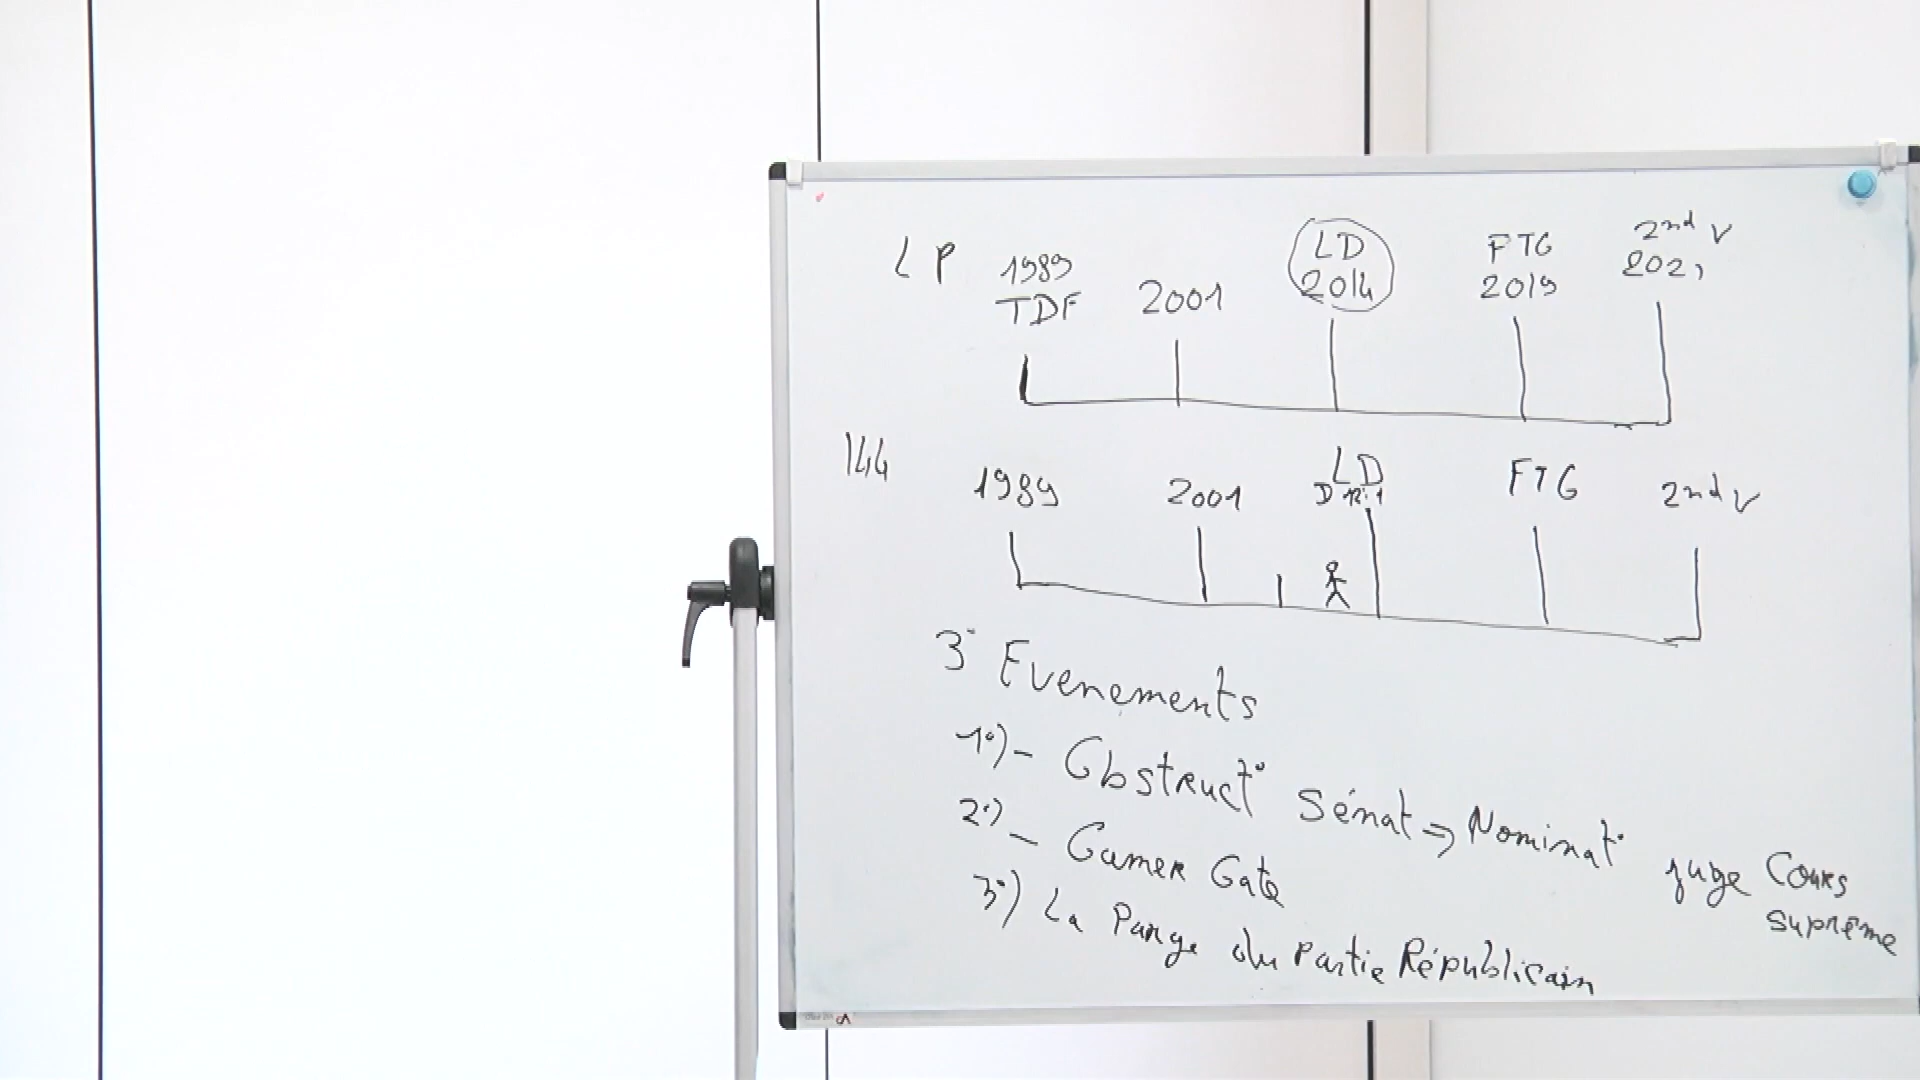 LP
1989 TDF
2001
LD 2014
FTG 2019
2nd V
144
1989
2001
LD
FTG
2nd V
3° Evenements
1°)- Obstruct° Sénat => Nominat° juge Cours suprême
2°)- Gamer Gate
3°) La Purge du Partie Républicain